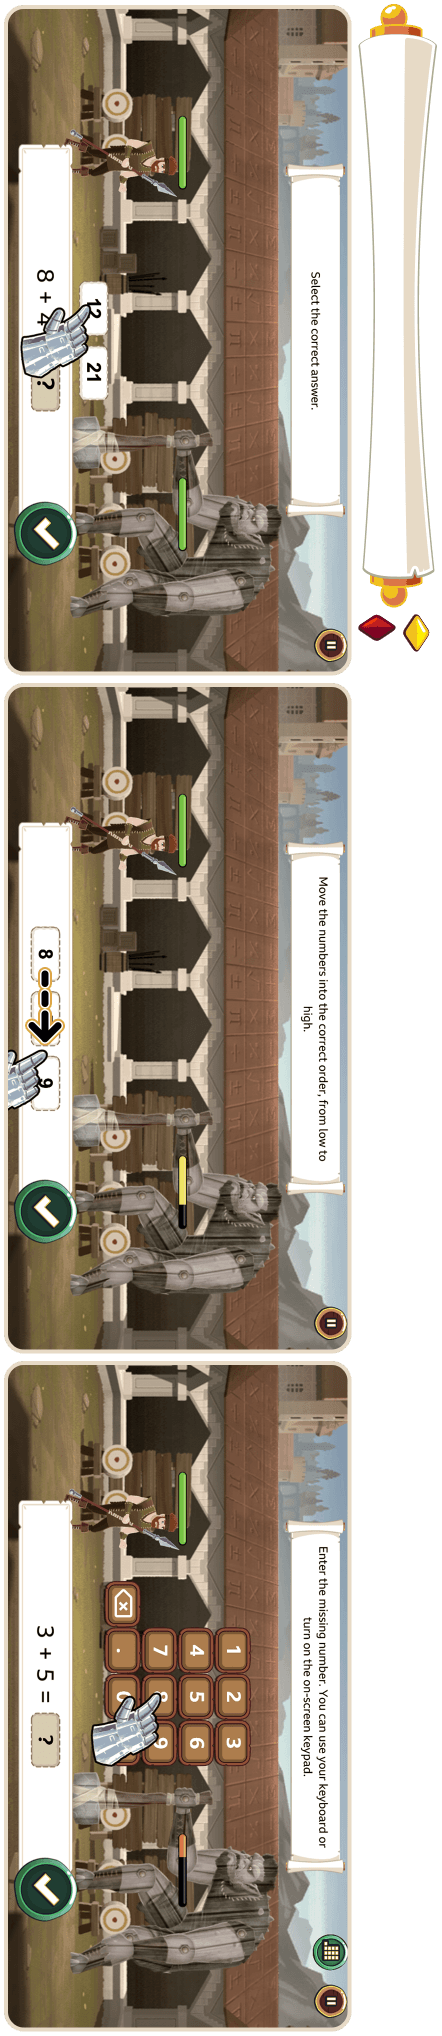 Select the correct answer.
12
21
8 + 4
?
Move the numbers into the correct order, from low to
high.
8
9
Enter the missing number. You can use your keyboard or
turn on the on-screen keypad.
1 2 3
4 5 6
7 8 9
. 0
3 + 5 = ?